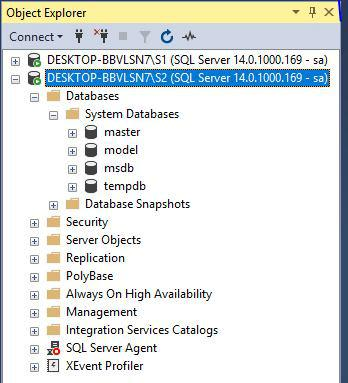 Object Explorer
Connect
DESKTOP-BBVLSN7\S1 (SQL Server 14.0.1000.169 - sa)
DESKTOP-BBVLSN7\S2 (SQL Server 14.0.1000.169 - sa)
Databases
System Databases
master
model
msdb
tempdb
Database Snapshots
Security
Server Objects
Replication
PolyBase
Always On High Availability
Management
Integration Services Catalogs
SQL Server Agent
XEvent Profiler